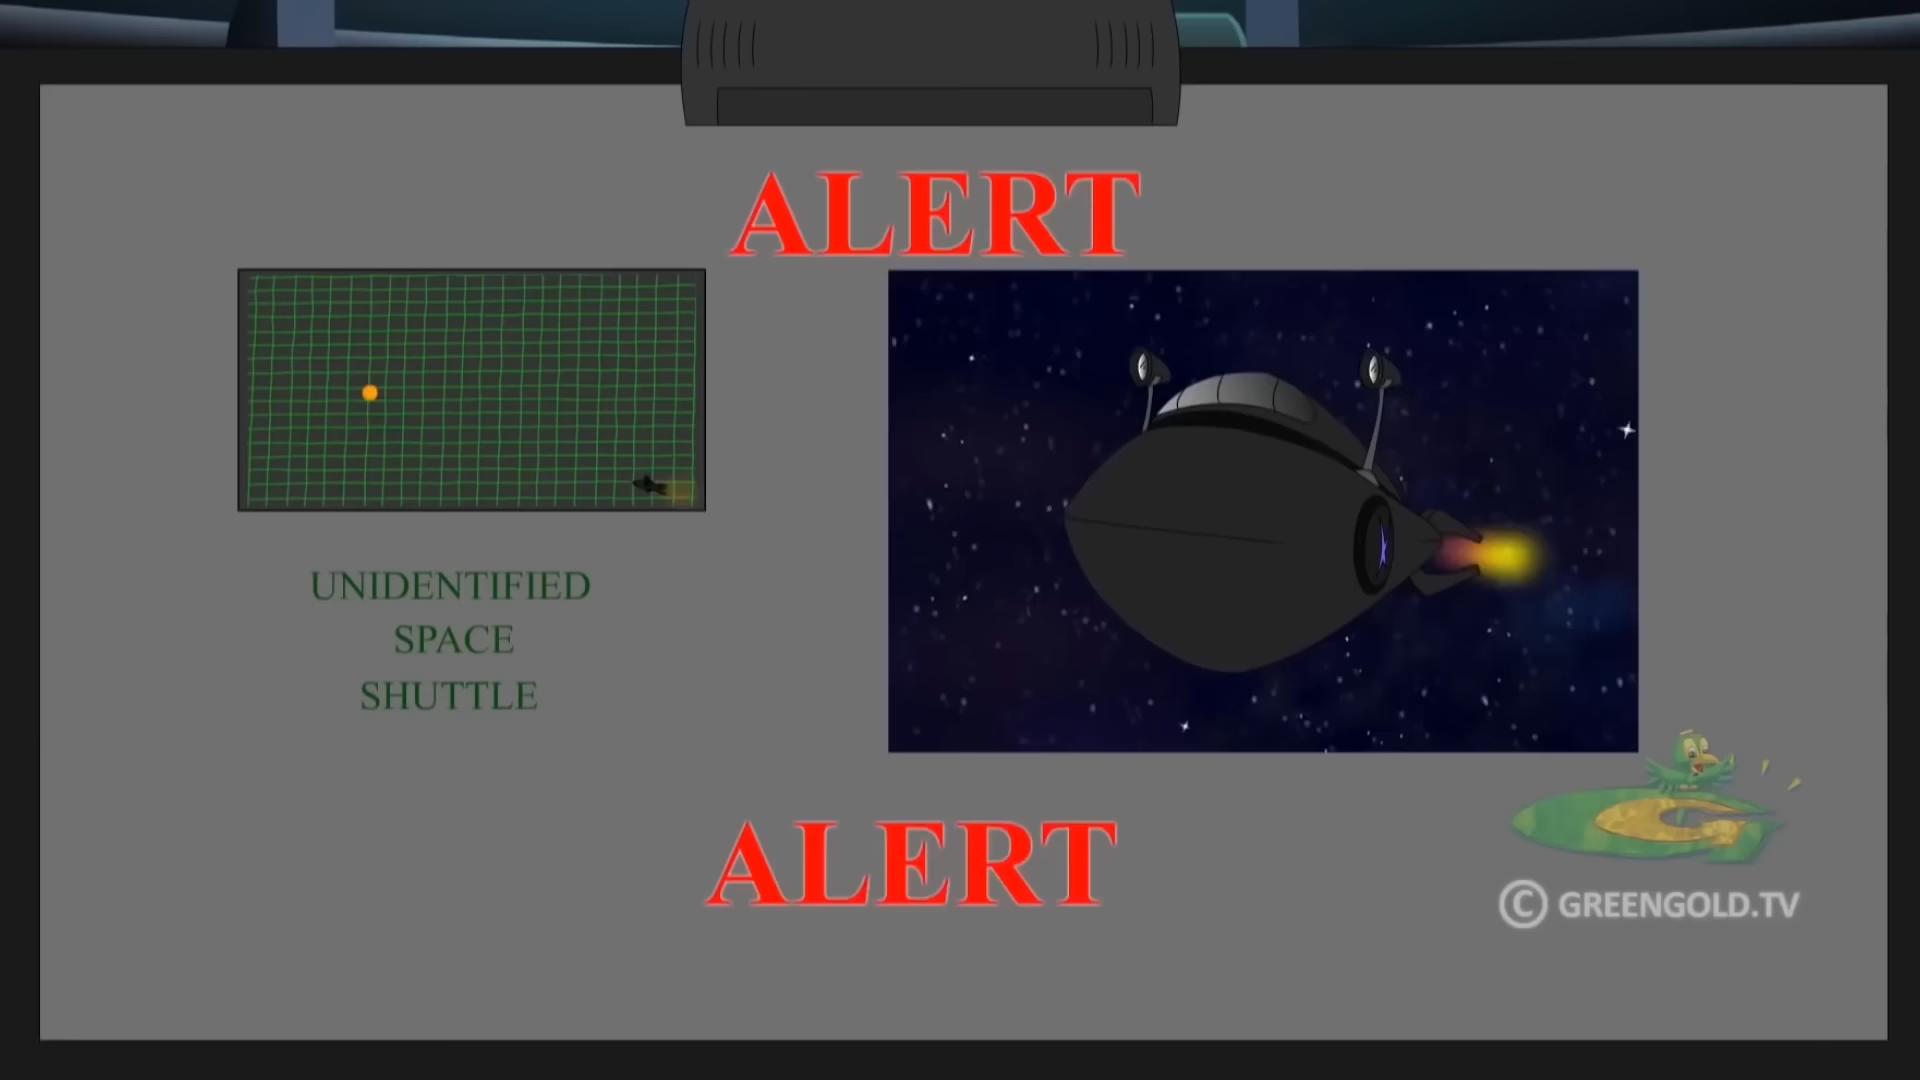 ALERT
UNIDENTIFIED
SPACE
SHUTTLE
ALERT
© GREENGOLD.TV